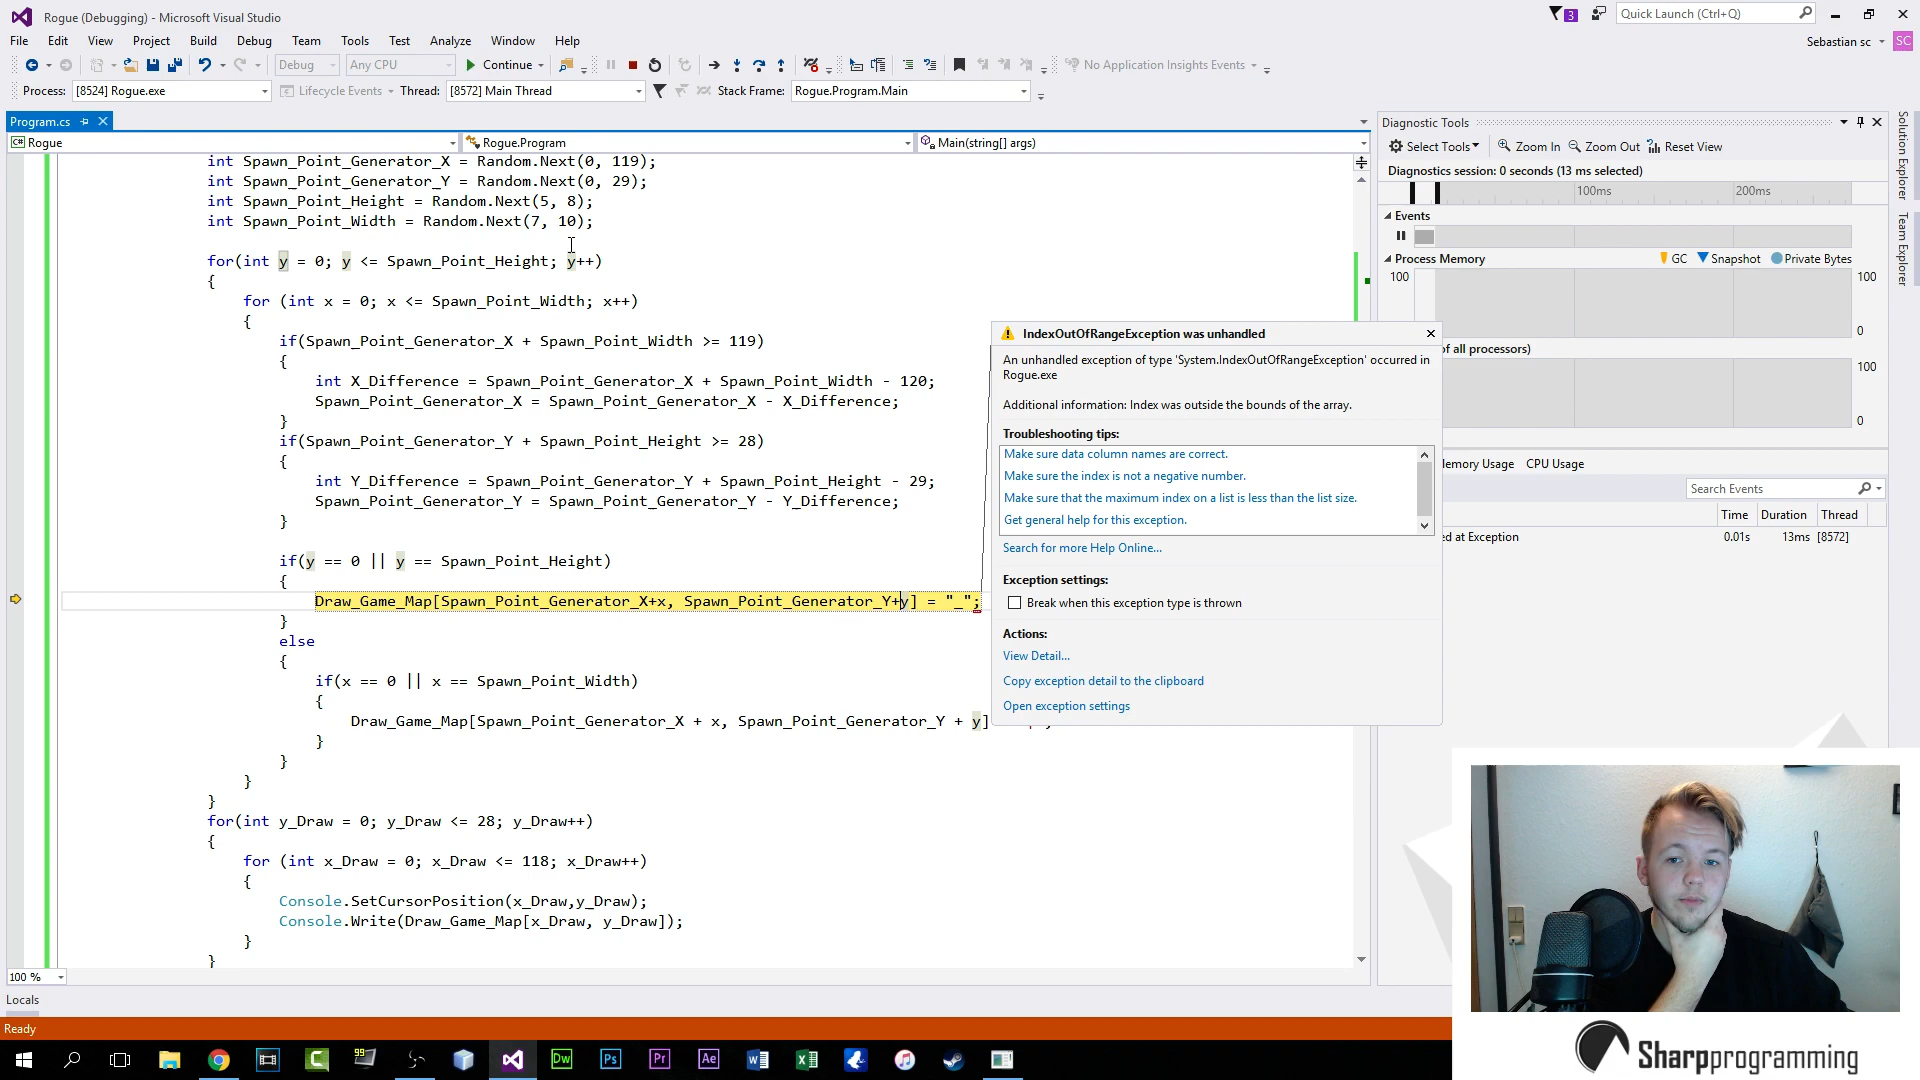 Rogue (Debugging) - Microsoft Visual Studio
3
Quick Launch (Ctrl+Q)
File Edit View Project Build Debug Team Tools Test Analyze Window Help
Sebastian sc SC
Debug Any CPU Continue No Application Insights Events
Process: [8524] Rogue.exe Lifecycle Events Thread: [8572] Main Thread Stack Frame: Rogue.Program.Main
Program.cs
C# Rogue Rogue.Program Main(string[] args)
int Spawn_Point_Generator_X = Random.Next(0, 119);
int Spawn_Point_Generator_Y = Random.Next(0, 29);
int Spawn_Point_Height = Random.Next(5, 8);
int Spawn_Point_Width = Random.Next(7, 10);
for(int y = 0; y <= Spawn_Point_Height; y++)
{
for (int x = 0; x <= Spawn_Point_Width; x++)
{
if(Spawn_Point_Generator_X + Spawn_Point_Width >= 119)
{
int X_Difference = Spawn_Point_Generator_X + Spawn_Point_Width - 120;
Spawn_Point_Generator_X = Spawn_Point_Generator_X - X_Difference;
}
if(Spawn_Point_Generator_Y + Spawn_Point_Height >= 28)
{
int Y_Difference = Spawn_Point_Generator_Y + Spawn_Point_Height - 29;
Spawn_Point_Generator_Y = Spawn_Point_Generator_Y - Y_Difference;
}
if(y == 0 || y == Spawn_Point_Height)
{
Draw_Game_Map[Spawn_Point_Generator_X+x, Spawn_Point_Generator_Y+y] = "_";
}
else
{
if(x == 0 || x == Spawn_Point_Width)
{
Draw_Game_Map[Spawn_Point_Generator_X + x, Spawn_Point_Generator_Y + y]
}
}
}
}
for(int y_Draw = 0; y_Draw <= 28; y_Draw++)
{
for (int x_Draw = 0; x_Draw <= 118; x_Draw++)
{
Console.SetCursorPosition(x_Draw,y_Draw);
Console.Write(Draw_Game_Map[x_Draw, y_Draw]);
}
}
100 %
Locals
Ready
IndexOutOfRangeException was unhandled
An unhandled exception of type 'System.IndexOutOfRangeException' occurred in
Rogue.exe
Additional information: Index was outside the bounds of the array.
Troubleshooting tips:
Make sure data column names are correct.
Make sure the index is not a negative number.
Make sure that the maximum index on a list is less than the list size.
Get general help for this exception.
Search for more Help Online...
Exception settings:
Break when this exception type is thrown
Actions:
View Detail...
Copy exception detail to the clipboard
Open exception settings
Diagnostic Tools
Select Tools Zoom In Zoom Out Reset View
Diagnostics session: 0 seconds (13 ms selected)
100ms 200ms
Events
Process Memory GC Snapshot Private Bytes
100 100
0
of all processors)
100
0
emory Usage CPU Usage
Search Events
Time Duration Thread
ed at Exception 0.01s 13ms [8572]
Solution Explorer
Team Explorer
99
Dw Ps Pr Ae
Sharpprogramming